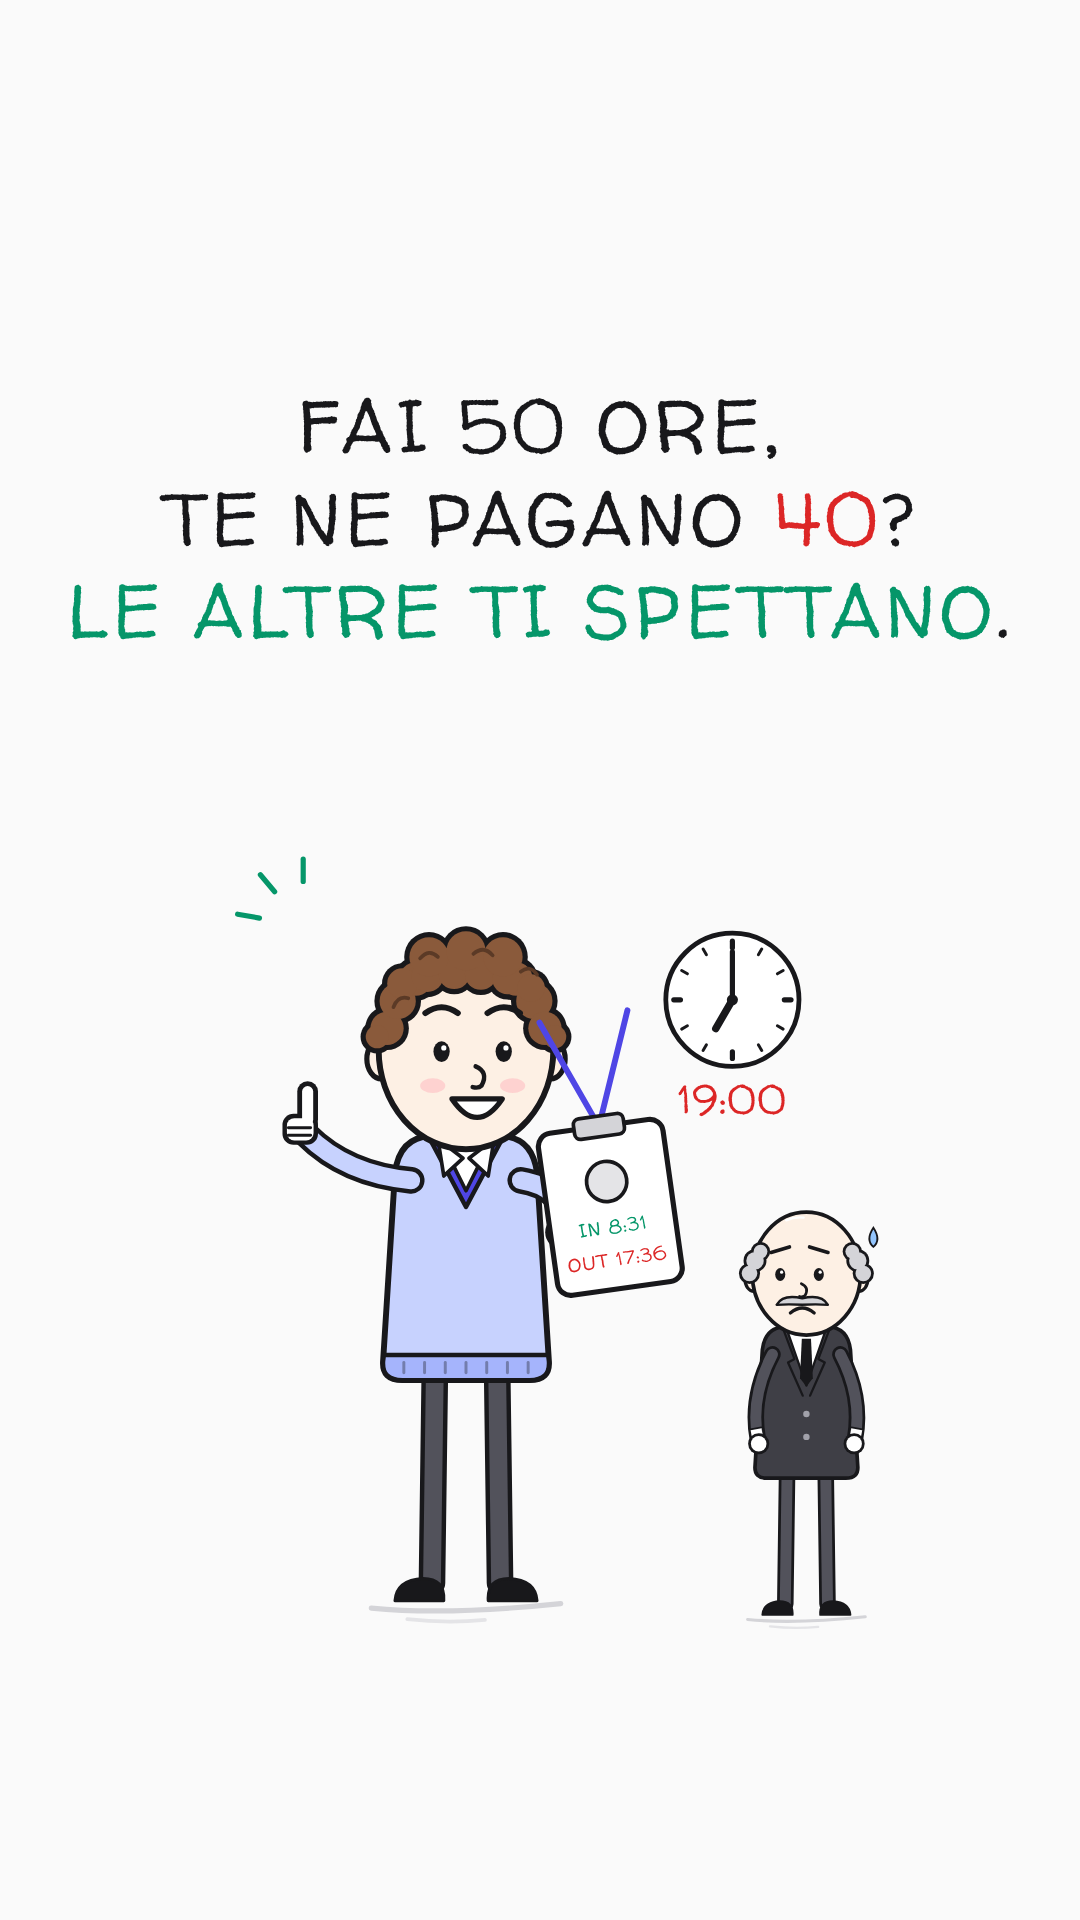 FAI 50 ORE,
TE NE PAGANO 40?
LE ALTRE TI SPETTANO.
19:00
IN 8:31
OUT 17:36